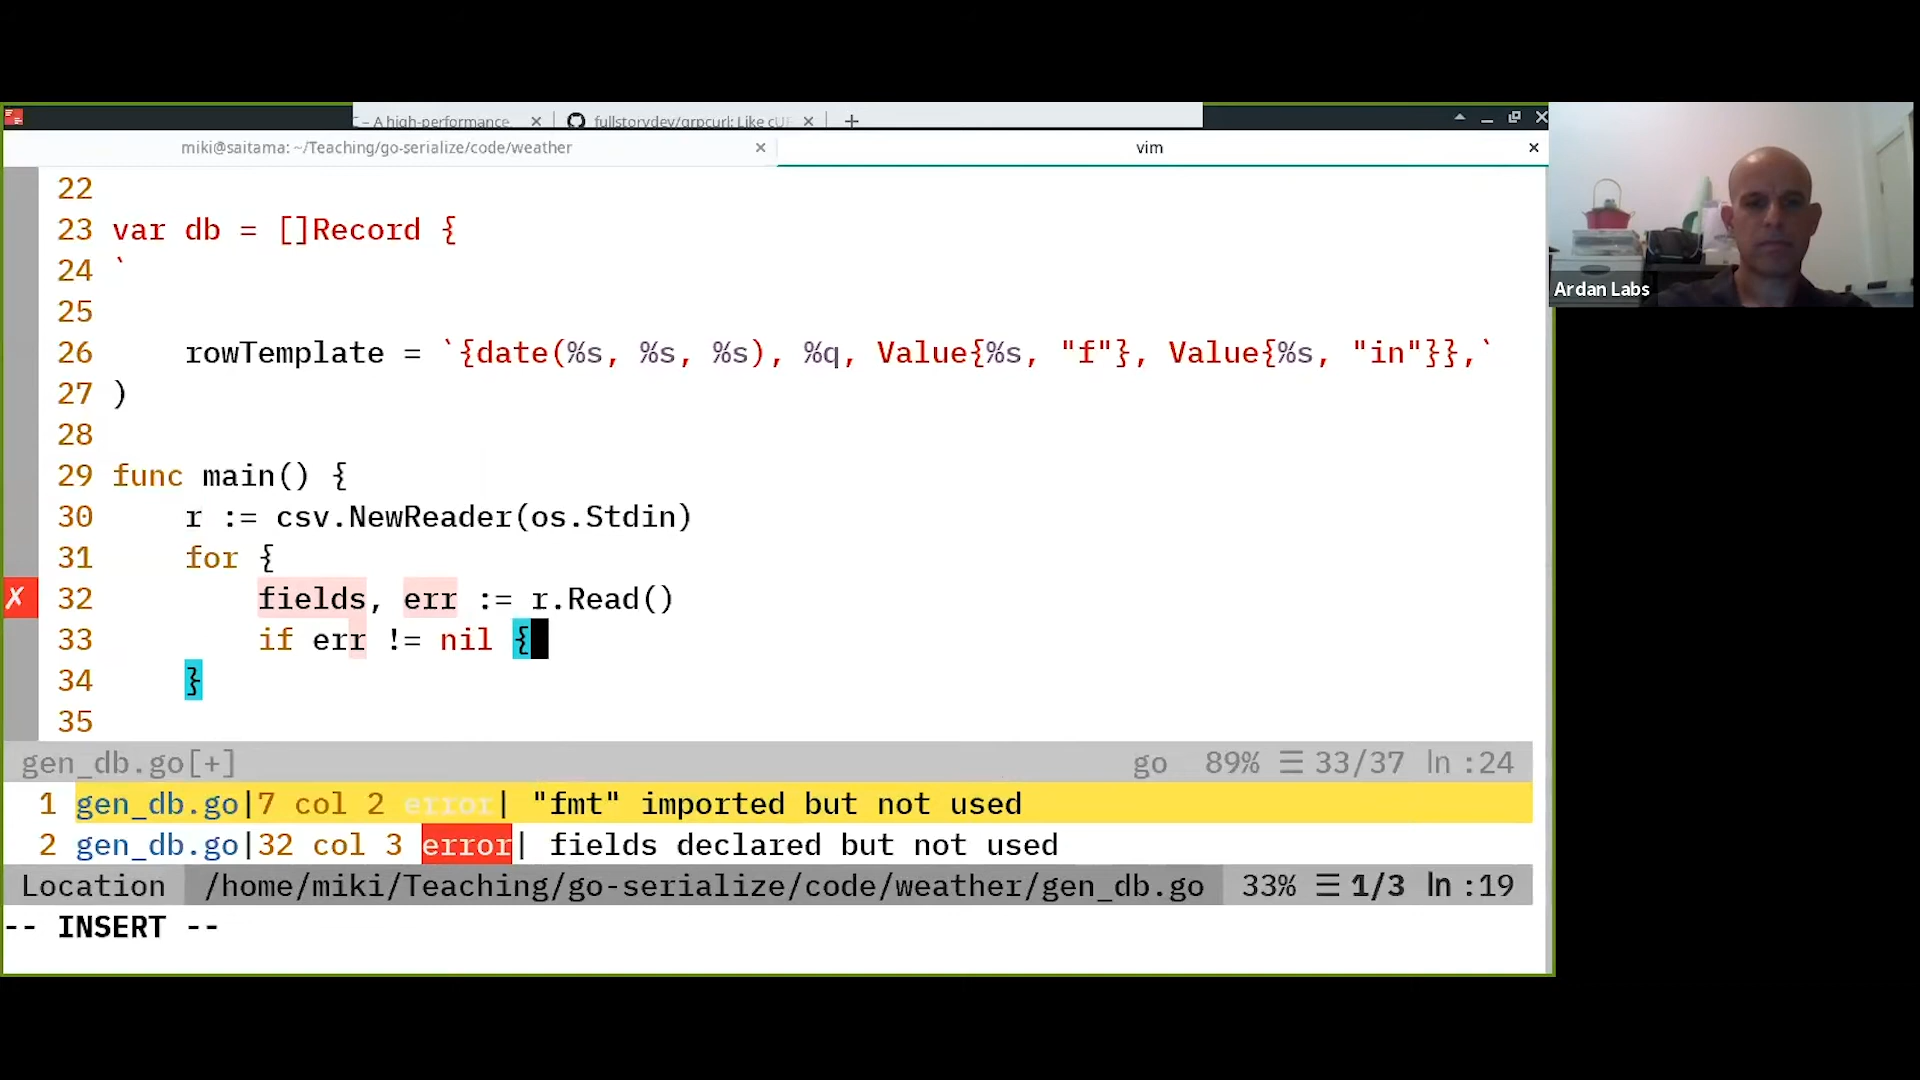 C – A high-performance,
fullstorydev/grpcurl: Like cU
miki@saitama: ~/Teaching/go-serialize/code/weather
vim
22
23 var db = []Record {
24 `
25
26 rowTemplate = `{date(%s, %s, %s), %q, Value{%s, "f"}, Value{%s, "in"}},`
27 )
28
29 func main() {
30 r := csv.NewReader(os.Stdin)
31 for {
✗ 32 fields, err := r.Read()
33 if err != nil {
34 }
35
gen_db.go[+] go 89% ☰ 33/37 ln :24
1 gen_db.go|7 col 2 error| "fmt" imported but not used
2 gen_db.go|32 col 3 error| fields declared but not used
Location /home/miki/Teaching/go-serialize/code/weather/gen_db.go 33% ☰ 1/3 ln :19
-- INSERT --
Ardan Labs